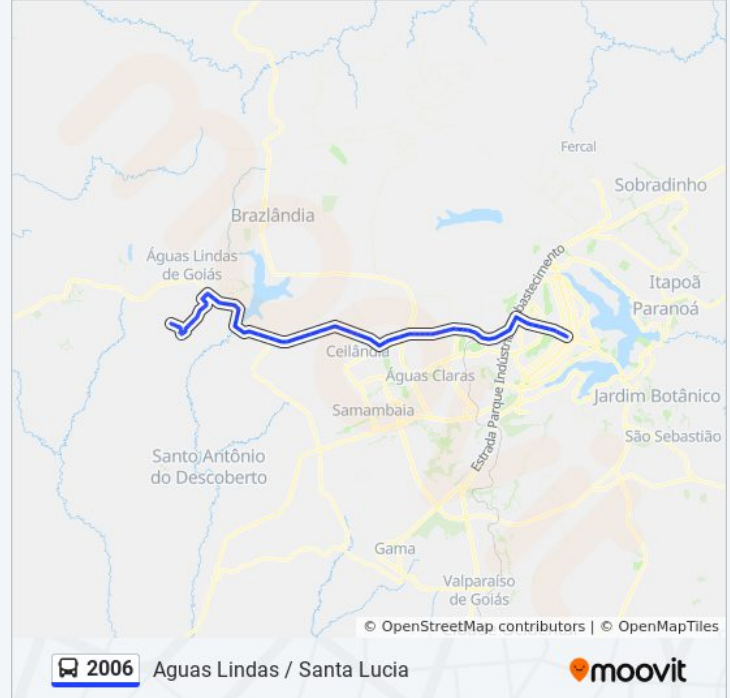 Fercal
Sobradinho
Brazlândia
Águas Lindas
de Goiás
Itapoã
Paranoá
Estrada Parque Indústria Abastecimento
Ceilândia
Águas Claras
Samambaia
Jardim Botânico
São Sebastião
Santo Antônio
do Descoberto
Gama
Valparaíso
de Goiás
© OpenStreetMap contributors | © OpenMapTiles
2006 Aguas Lindas / Santa Lucia
moovit